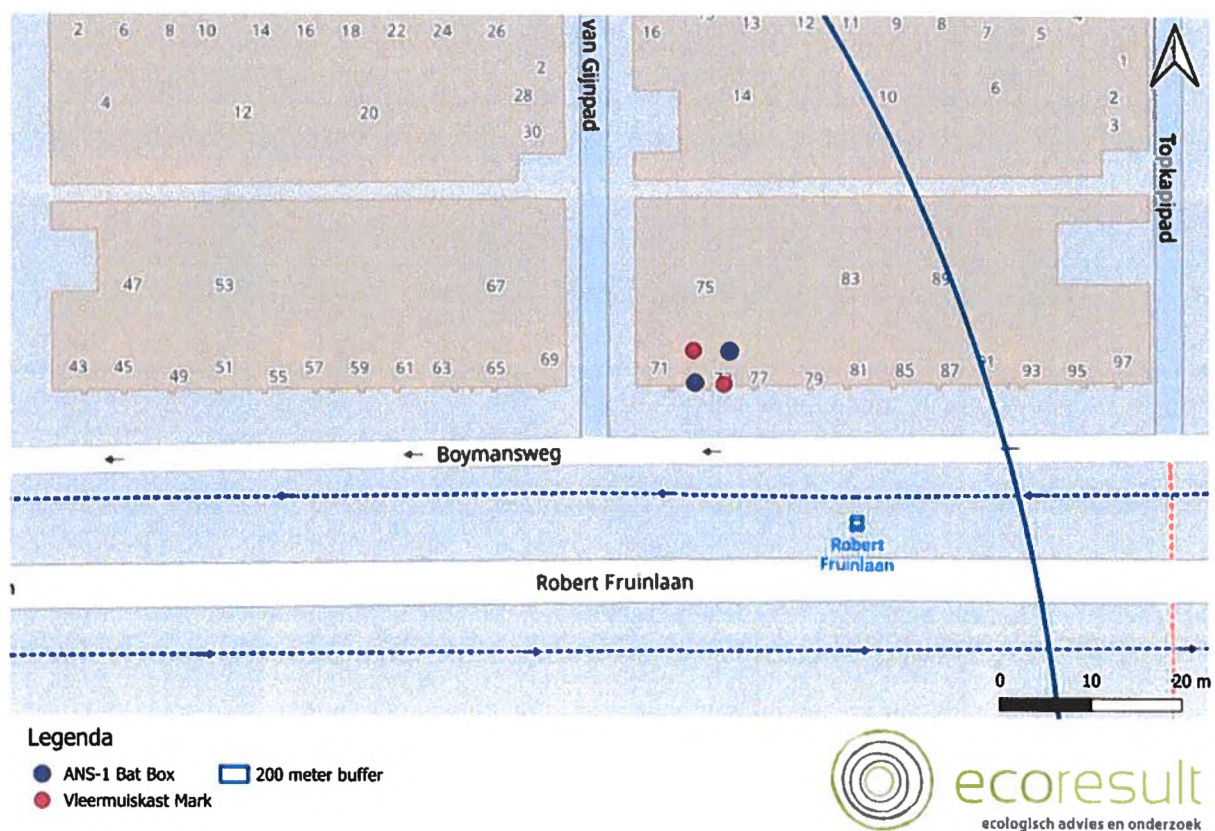 2 6 8 10 14 16 18 22 24 26
2
4 12 20 28
30
van Gijnpad
16 13 12 11 9 8 7 5
1
14 10 6 2
3
Topkapipad
47 53 67
75 83 89
43 45 49 51 55 57 59 61 63 65 69
71 77 79 81 85 87 93 95 97
Boymansweg
Robert
Fruinlaan
Robert Fruinlaan
0 10 20 m
Legenda
ANS-1 Bat Box
200 meter buffer
Vleermuiskast Mark
ecoresult
ecologisch advies en onderzoek